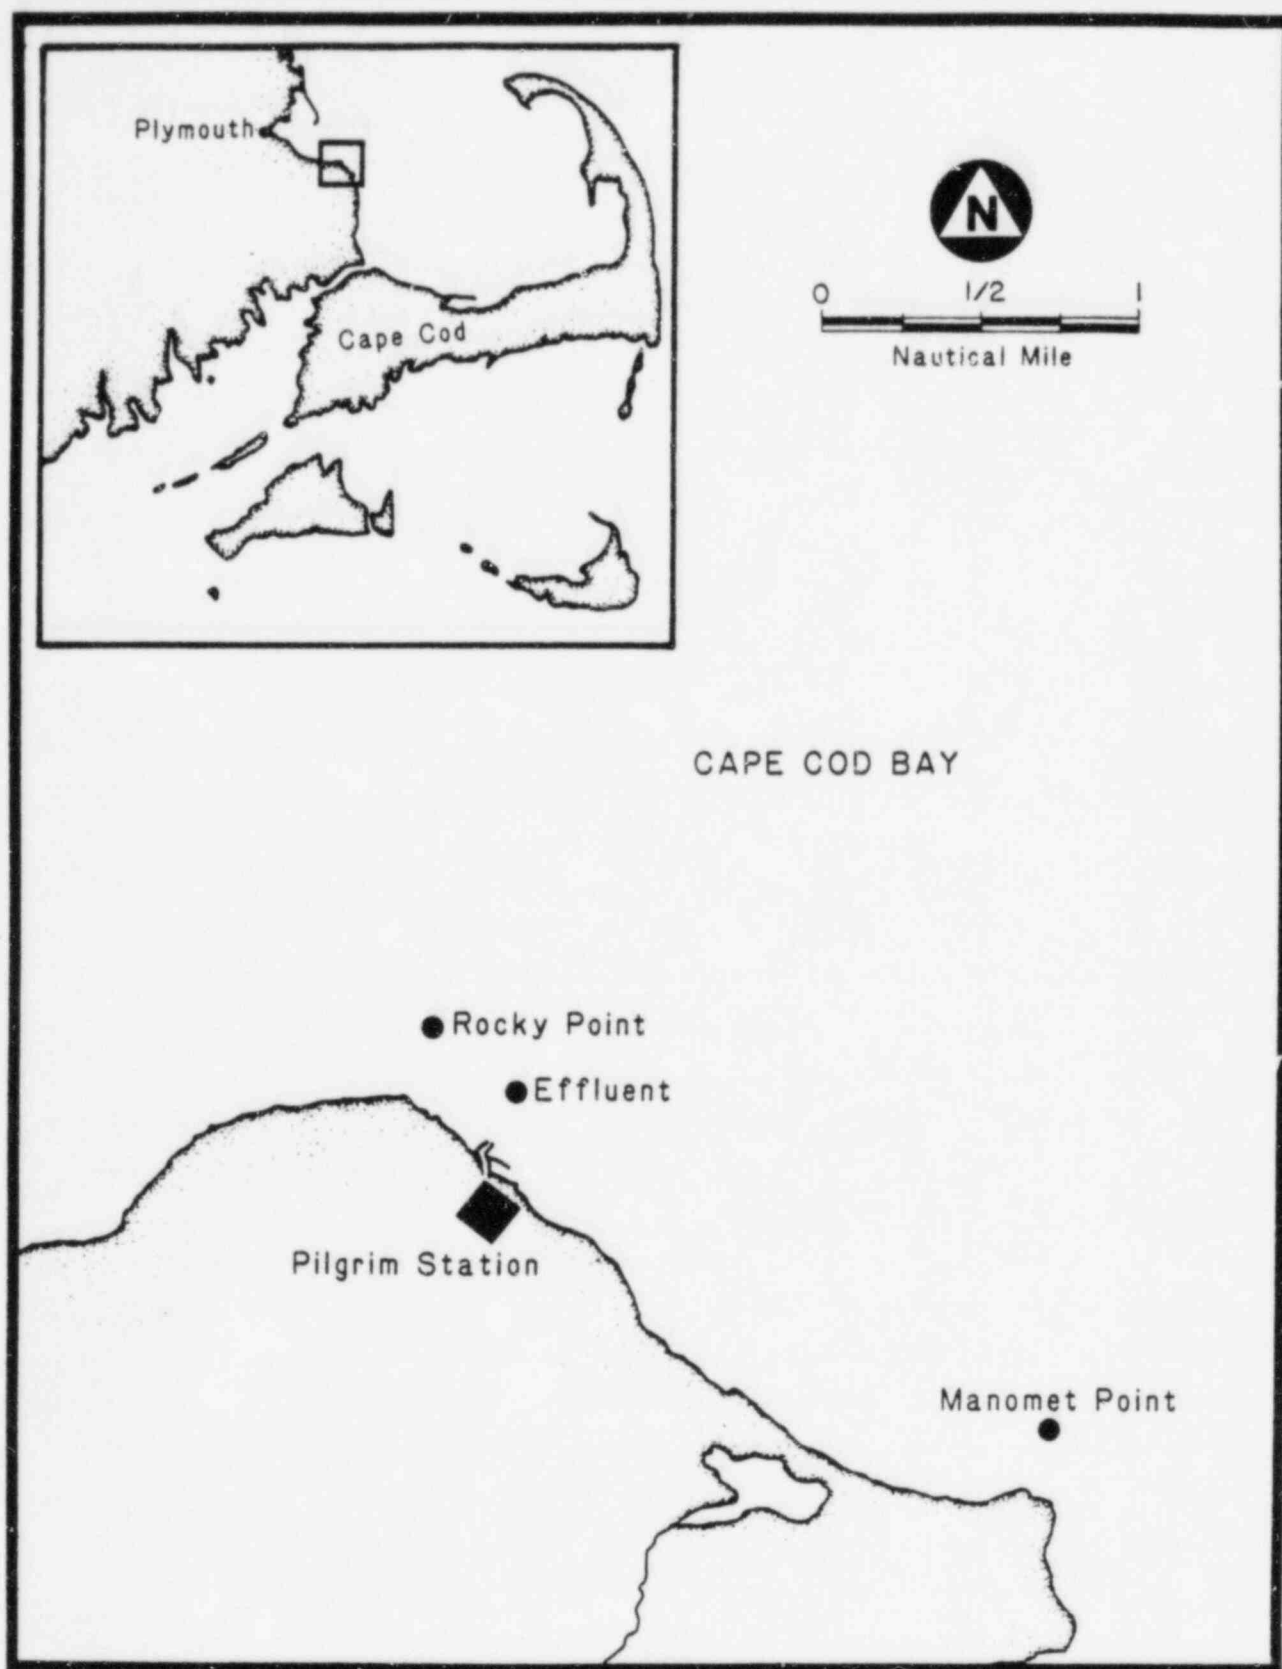 Plymouth
Cape Cod
N
0 1/2 1
Nautical Mile
CAPE COD BAY
Rocky Point
Effluent
Pilgrim Station
Manomet Point